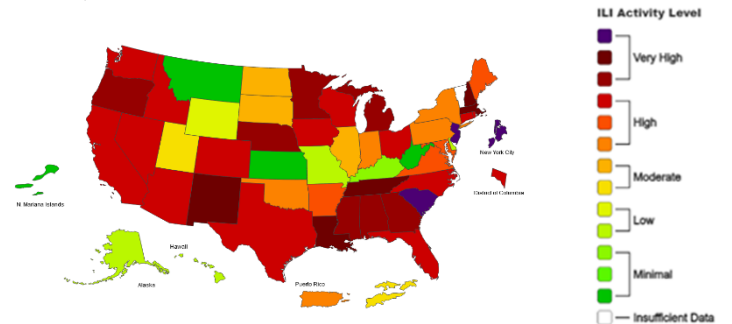 ILI Activity Level
Very High
High
Moderate
Low
Minimal
Insufficient Data
New York City
District of Columbia
N. Mariana Islands
Hawaii
Alaska
Puerto Rico